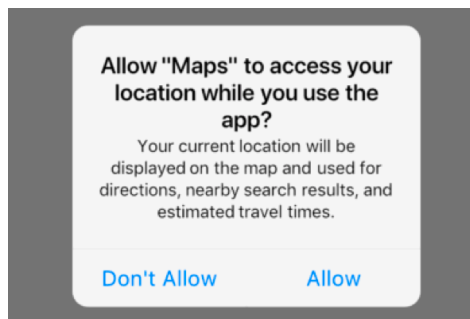 Allow "Maps" to access your
location while you use the
app?
Your current location will be
displayed on the map and used for
directions, nearby search results, and
estimated travel times.
Don't Allow
Allow